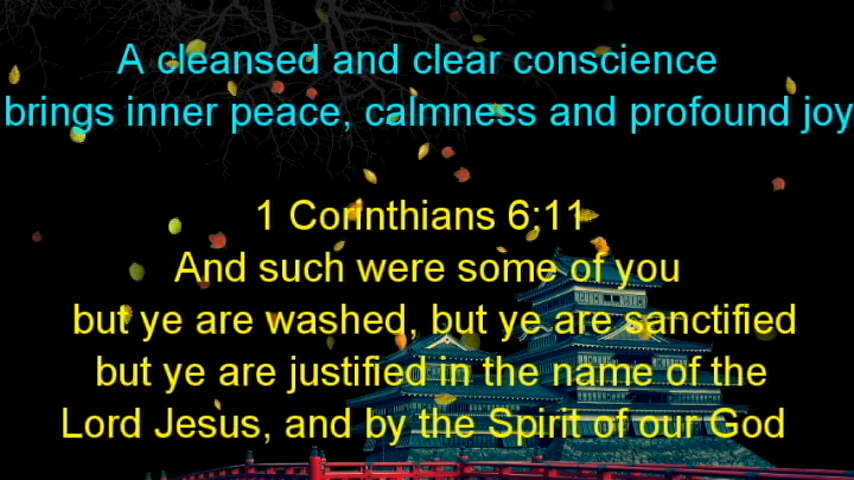 A cleansed and clear conscience
brings inner peace, calmness and profound joy
1 Corinthians 6:11
And such were some of you
but ye are washed, but ye are sanctified
but ye are justified in the name of the
Lord Jesus, and by the Spirit of our God